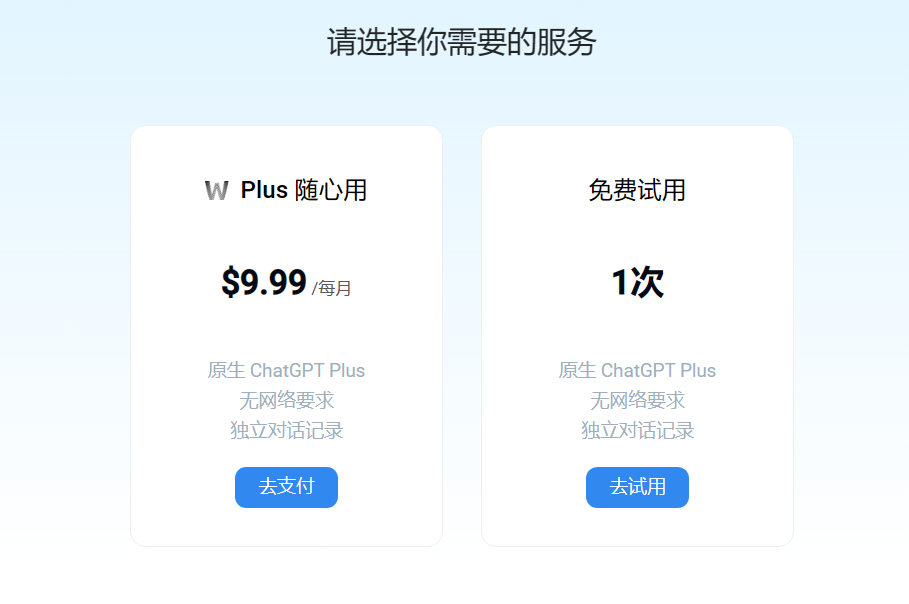 请选择你需要的服务
W Plus 随心用
$9.99 /每月
原生 ChatGPT Plus
无网络要求
独立对话记录
去支付
免费试用
1次
原生 ChatGPT Plus
无网络要求
独立对话记录
去试用